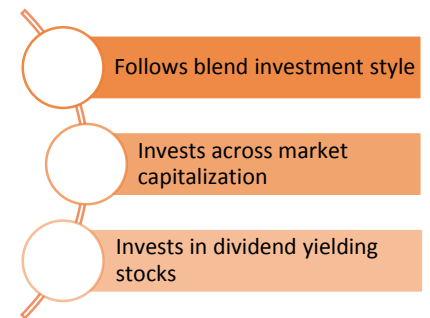 Follows blend investment style
Invests across market
capitalization
Invests in dividend yielding
stocks